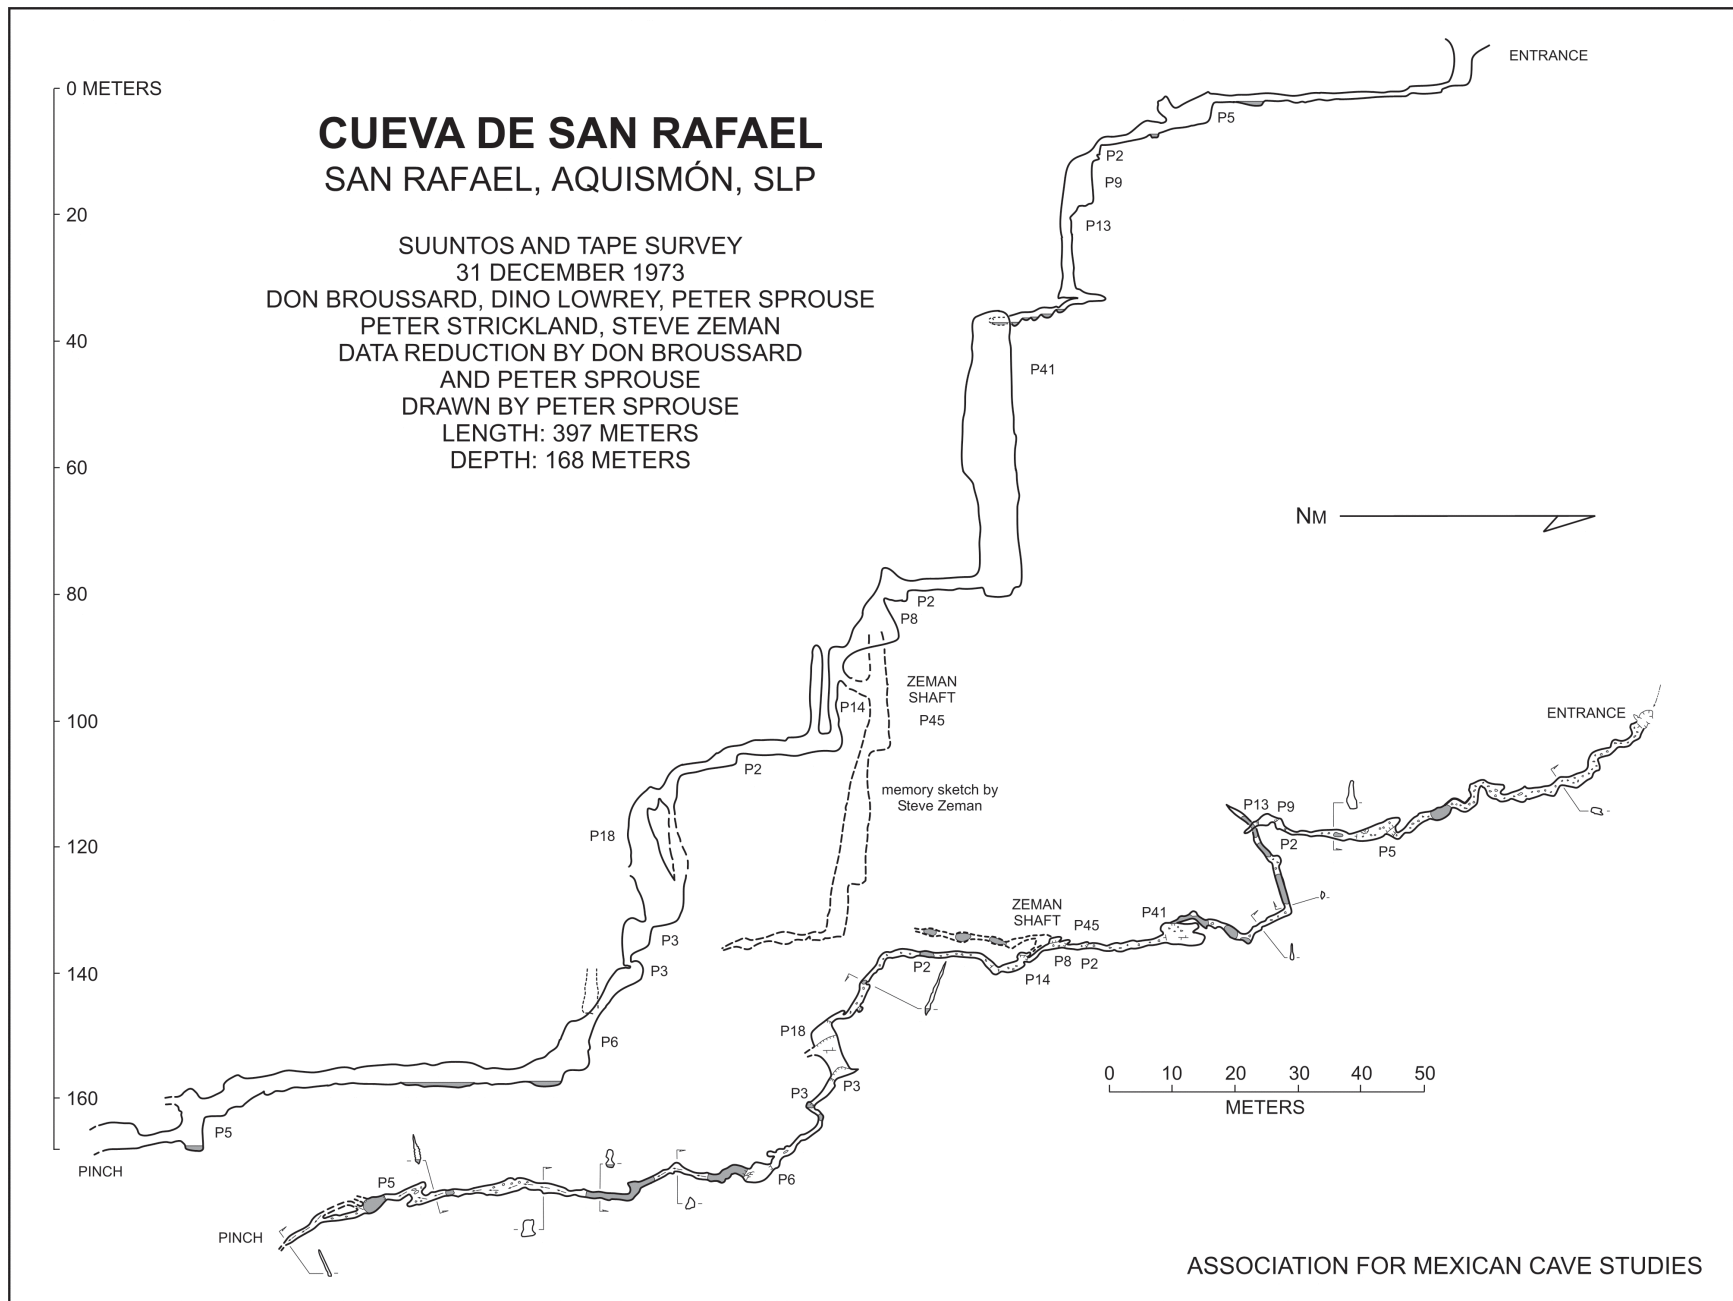 ENTRANCE
0 METERS
CUEVA DE SAN RAFAEL
SAN RAFAEL, AQUISMÓN, SLP
SUUNTOS AND TAPE SURVEY
31 DECEMBER 1973
DON BROUSSARD, DINO LOWREY, PETER SPROUSE
PETER STRICKLAND, STEVE ZEMAN
DATA REDUCTION BY DON BROUSSARD
AND PETER SPROUSE
DRAWN BY PETER SPROUSE
LENGTH: 397 METERS
DEPTH: 168 METERS
20
40
60
80
100
120
140
160
P5
P2
P9
P13
P41
P2
P8
ZEMAN
SHAFT
P45
P14
P2
memory sketch by
Steve Zeman
P18
P3
P3
P6
P5
PINCH
NM
ENTRANCE
P13
P9
P2
P5
P41
ZEMAN
SHAFT
P45
P8
P2
P14
P2
P18
P3
P3
P6
P5
PINCH
0 10 20 30 40 50
METERS
ASSOCIATION FOR MEXICAN CAVE STUDIES